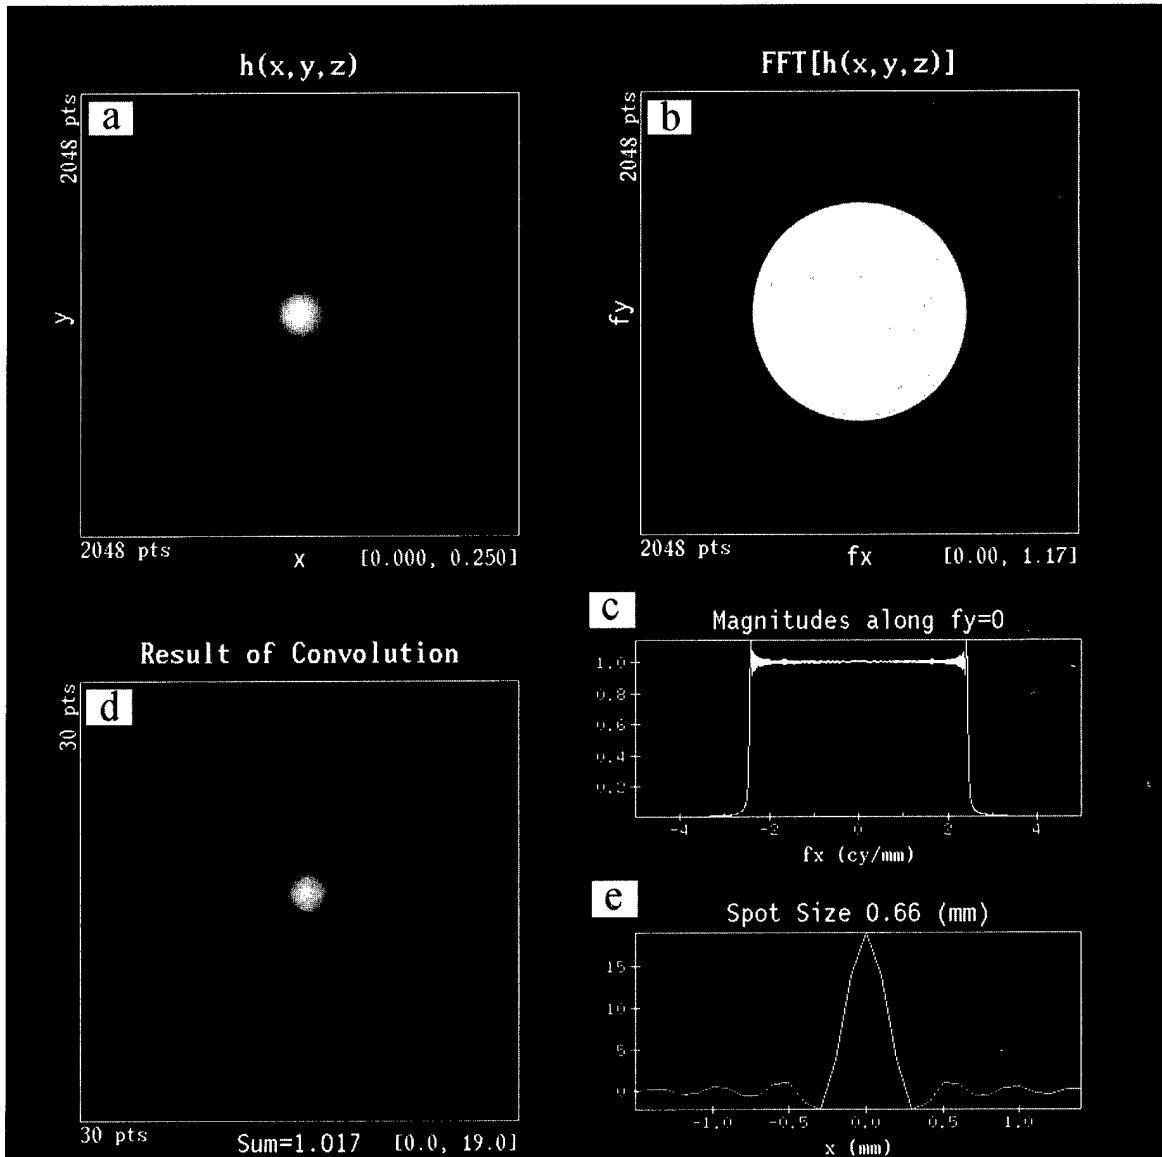 h(x,y,z)
a
2048 pts
y
2048 pts
x
[0.000, 0.250]
FFT[h(x,y,z)]
b
2048 pts
fy
2048 pts
fx
[0.00, 1.17]
c
Magnitudes along fy=0
1.0
0.8
0.6
0.4
0.2
-4
-2
0
2
4
fx (cy/mm)
Result of Convolution
d
30 pts
30 pts
Sum=1.017
[0.0, 19.0]
e
Spot Size 0.66 (mm)
15
10
5
0
-1.0
-0.5
0.0
0.5
1.0
x (mm)